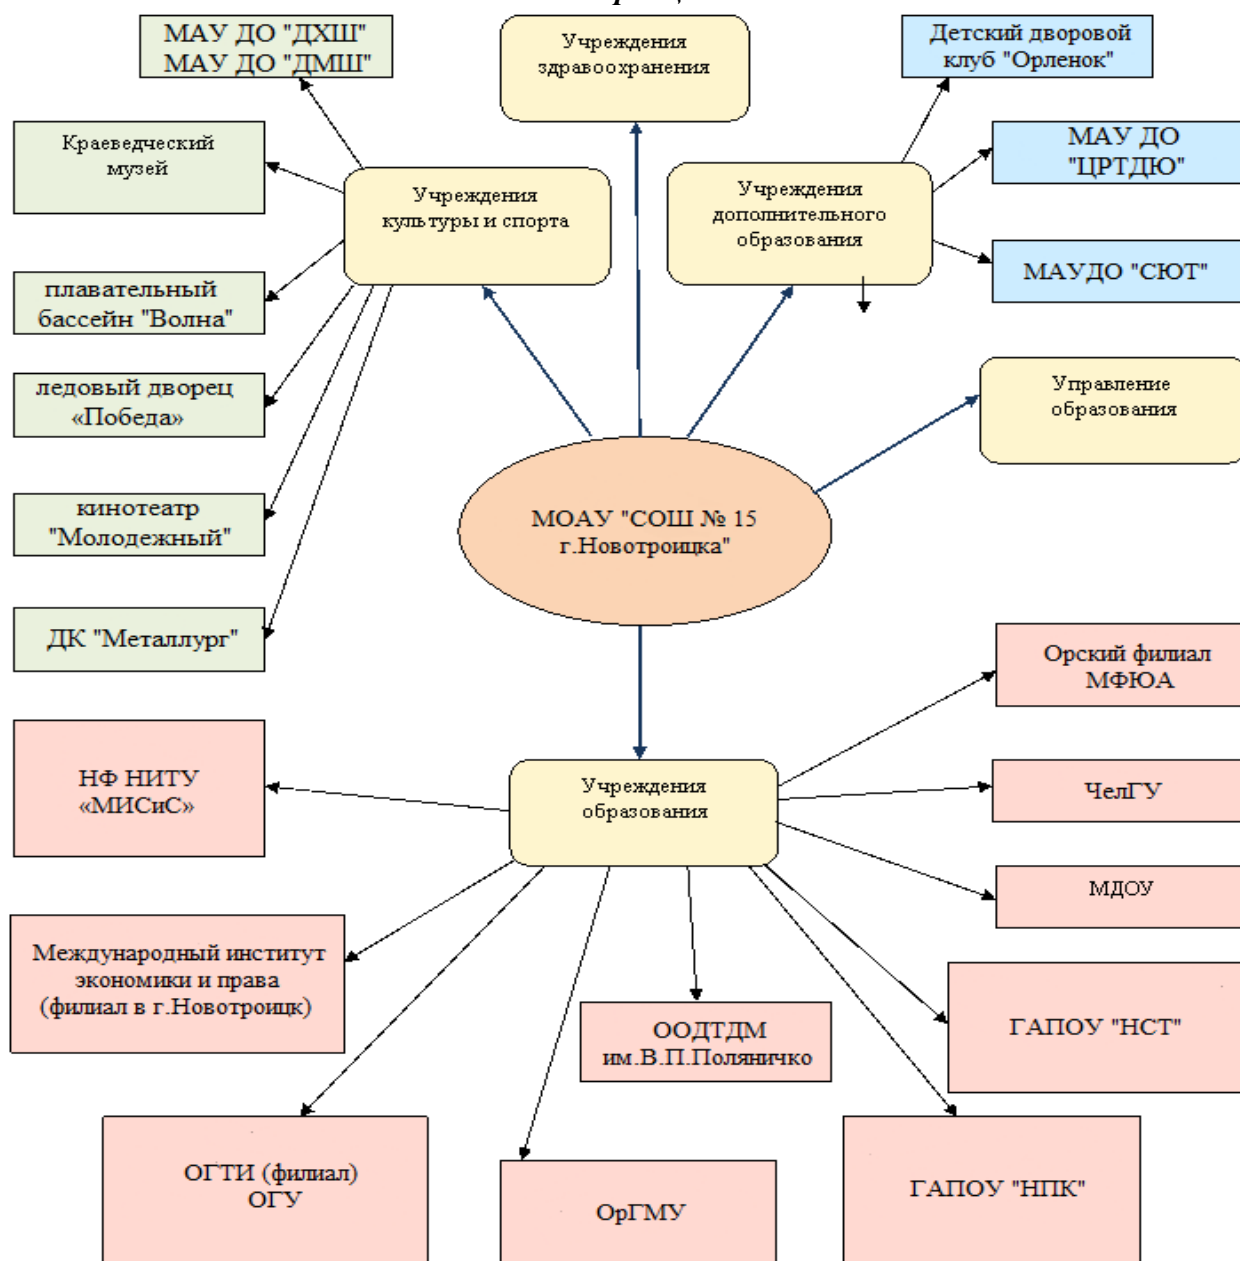 МАУ ДО "ДХШ"
МАУ ДО "ДМШ"
Учреждения
здравоохранения
Детский дворовой
клуб "Орленок"
Краеведческий
музей
Учреждения
культуры и спорта
Учреждения
дополнительного
образования
МАУ ДО
"ЦРТДЮ"
МАУДО "СЮТ"
плавательный
бассейн "Волна"
ледовый дворец
«Победа»
Управление
образования
кинотеатр
"Молодежный"
МОАУ "СОШ № 15
г.Новотроицка"
ДК "Металлург"
Орский филиал
МФЮА
НФ НИТУ
«МИСиС»
Учреждения
образования
ЧелГУ
МДОУ
Международный институт
экономики и права
(филиал в г.Новотроицк)
ООДТДМ
им.В.П.Поляничко
ГАПОУ "НСТ"
ОГТИ (филиал)
ОГУ
ОрГМУ
ГАПОУ "НПК"